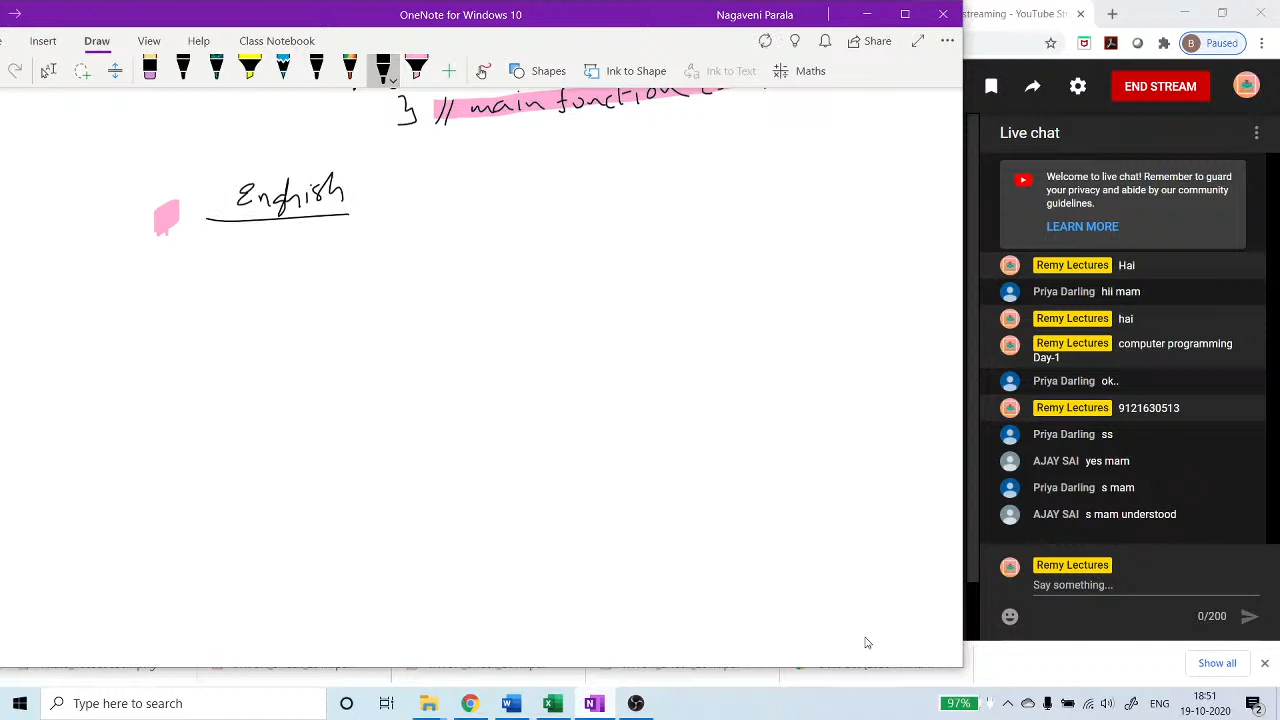 OneNote for Windows 10
Nagaveni Parala
streaming - YouTube St
Insert Draw View Help Class Notebook
Share
B Paused
Shapes Ink to Shape Ink to Text Maths
END STREAM
} // main function
English
Live chat
Welcome to live chat! Remember to guard
your privacy and abide by our community
guidelines.
LEARN MORE
Remy Lectures Hai
Priya Darling hii mam
Remy Lectures hai
Remy Lectures computer programming
Day-1
Priya Darling ok..
Remy Lectures 9121630513
Priya Darling ss
AJAY SAI yes mam
Priya Darling s mam
AJAY SAI s mam understood
Remy Lectures
Say something...
0/200
Show all
Type here to search
97%
18:51
19-10-2020
2